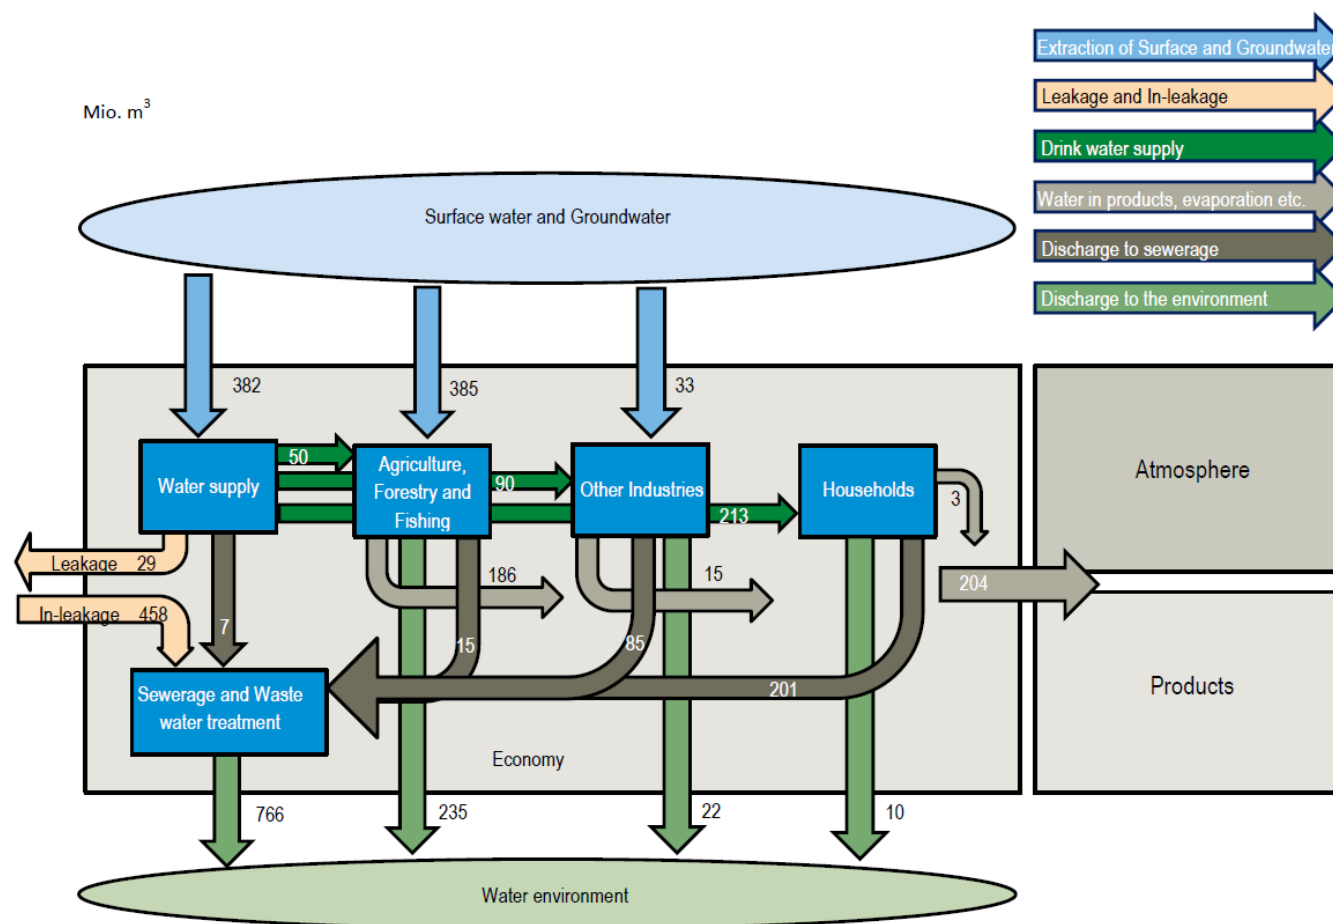 Extraction of Surface and Groundwater
Leakage and In-leakage
Mio. m³
Drink water supply
Water in products, evaporation etc.
Surface water and Groundwater
Discharge to sewerage
Discharge to the environment
382
385
33
50
Water supply
Agriculture,
Forestry and
Fishing
90
Other Industries
213
Households
3
Atmosphere
Leakage 29
186
15
204
In-leakage 458
7
15
85
201
Sewerage and Waste
water treatment
Products
Economy
766
235
22
10
Water environment